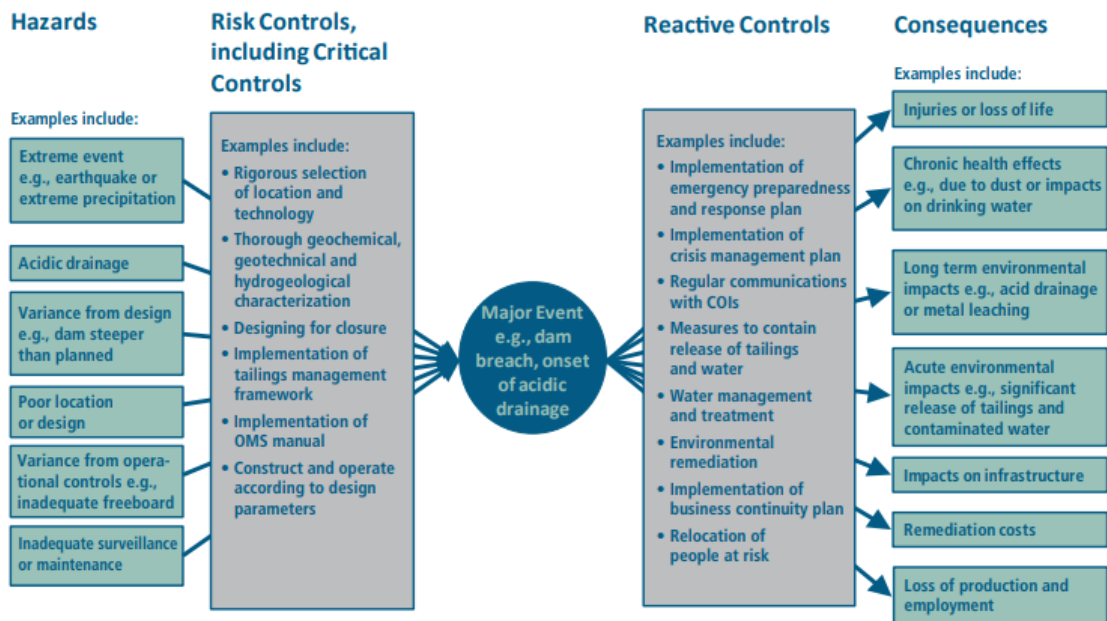 Hazards
Examples include:
Extreme event
e.g., earthquake or
extreme precipitation
Acidic drainage
Variance from design
e.g., dam steeper
than planned
Poor location
or design
Variance from opera-
tional controls e.g.,
inadequate freeboard
Inadequate surveillance
or maintenance
Risk Controls,
including Critical
Controls
Examples include:
• Rigorous selection
of location and
technology
• Thorough geochemical,
geotechnical and
hydrogeological
characterization
• Designing for closure
• Implementation of
tailings management
framework
• Implementation of
OMS manual
• Construct and operate
according to design
parameters
Major Event
e.g., dam
breach, onset
of acidic
drainage
Reactive Controls
Examples include:
• Implementation of
emergency preparedness
and response plan
• Implementation of
crisis management plan
• Regular communications
with COIs
• Measures to contain
release of tailings
and water
• Water management
and treatment
• Environmental
remediation
• Implementation of
business continuity plan
• Relocation of
people at risk
Consequences
Examples include:
Injuries or loss of life
Chronic health effects
e.g., due to dust or impacts
on drinking water
Long term environmental
impacts e.g., acid drainage
or metal leaching
Acute environmental
impacts e.g., significant
release of tailings and
contaminated water
Impacts on infrastructure
Remediation costs
Loss of production and
employment